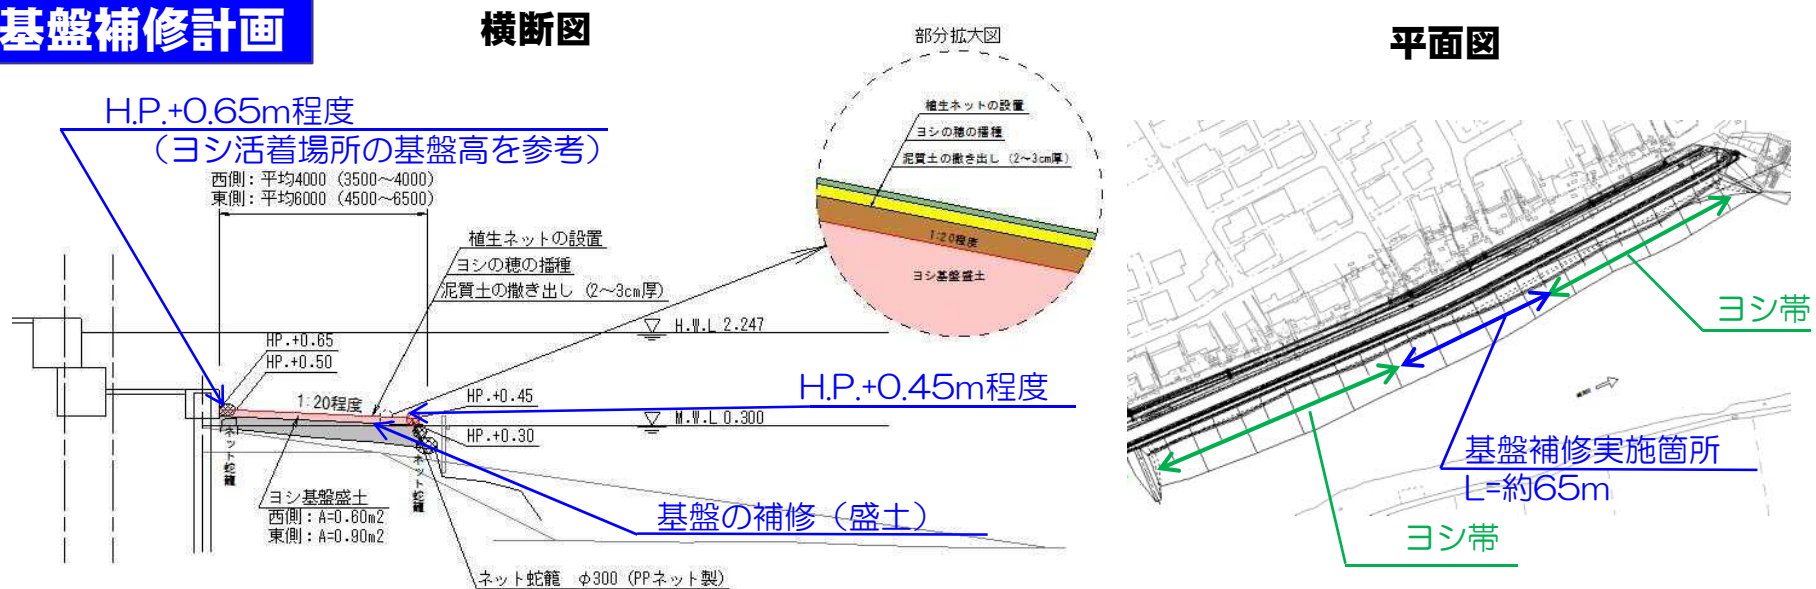 基盤補修計画
横断図
部分拡大図
平面図
H.P.+0.65m程度
（ヨシ活着場所の基盤高を参考）
西側：平均4000（3500～4000）
東側：平均6000（4500～6500）
植生ネットの設置
ヨシの穂の播種
泥質土の撒き出し（2～3cm厚）
植生ネットの設置
ヨシの穂の播種
泥質土の撒き出し（2～3cm厚）
1:20程度
ヨシ基盤盛土
H.W.L 2.247
HP.+0.65
HP.+0.50
1:20程度
HP.+0.45
H.P.+0.45m程度
M.W.L 0.300
HP.+0.30
ネット蛇籠
ネット蛇籠
ヨシ基盤盛土
西側：A=0.60m2
東側：A=0.90m2
基盤の補修（盛土）
ネット蛇籠 φ300（PPネット製）
ヨシ帯
基盤補修実施箇所
L=約65m
ヨシ帯